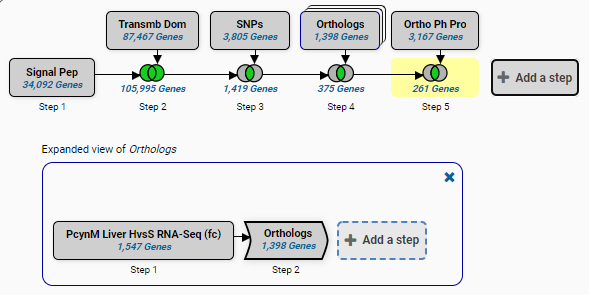 Transmb Dom
87,467 Genes
SNPs
3,805 Genes
Orthologs
1,398 Genes
Ortho Ph Pro
3,167 Genes
Signal Pep
34,092 Genes
105,995 Genes
1,419 Genes
375 Genes
261 Genes
+ Add a step
Step 1
Step 2
Step 3
Step 4
Step 5
Expanded view of Orthologs
PcynM Liver HvsS RNA-Seq (fc)
1,547 Genes
Orthologs
1,398 Genes
+ Add a step
Step 1
Step 2